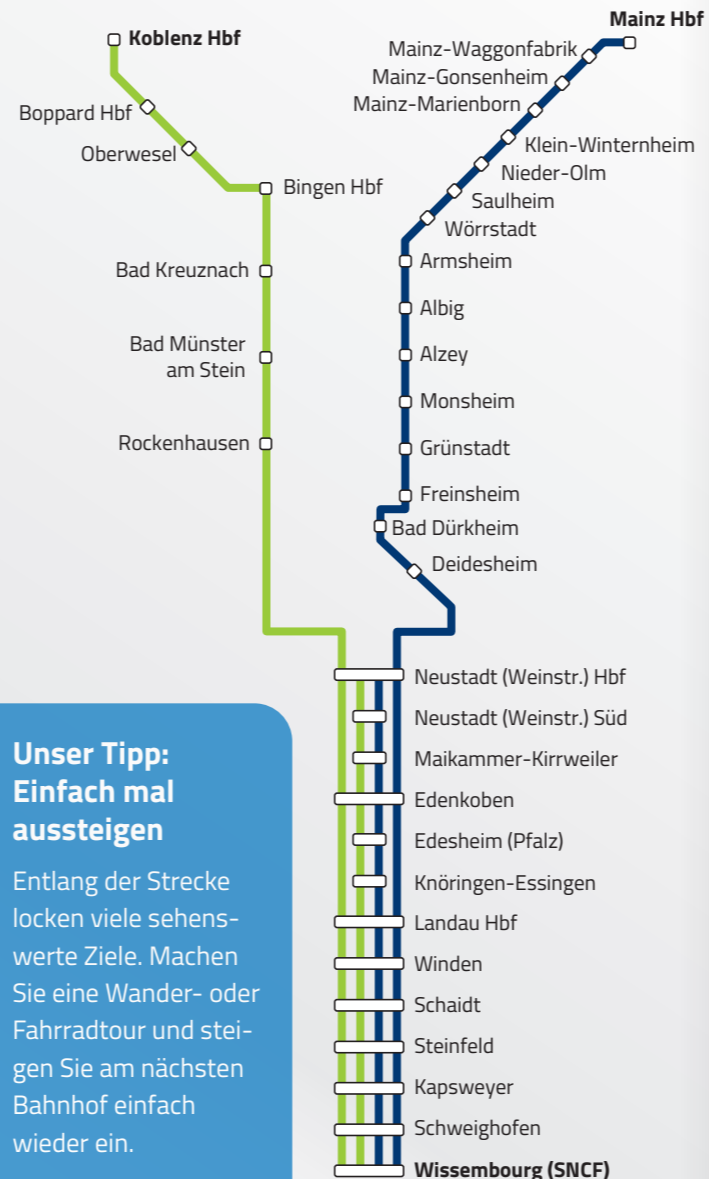 Koblenz Hbf
Boppard Hbf
Oberwesel
Bingen Hbf
Bad Kreuznach
Bad Münster
am Stein
Rockenhausen
Mainz Hbf
Mainz-Waggonfabrik
Mainz-Gonsenheim
Mainz-Marienborn
Klein-Winternheim
Nieder-Olm
Saulheim
Wörrstadt
Armsheim
Albig
Alzey
Monsheim
Grünstadt
Freinsheim
Bad Dürkheim
Deidesheim
Neustadt (Weinstr.) Hbf
Neustadt (Weinstr.) Süd
Maikammer-Kirrweiler
Edenkoben
Edesheim (Pfalz)
Knöringen-Essingen
Landau Hbf
Winden
Schaidt
Steinfeld
Kapsweyer
Schweighofen
Wissembourg (SNCF)
Unser Tipp:
Einfach mal
aussteigen
Entlang der Strecke
locken viele sehens-
werte Ziele. Machen
Sie eine Wander- oder
Fahrradtour und stei-
gen Sie am nächsten
Bahnhof einfach
wieder ein.